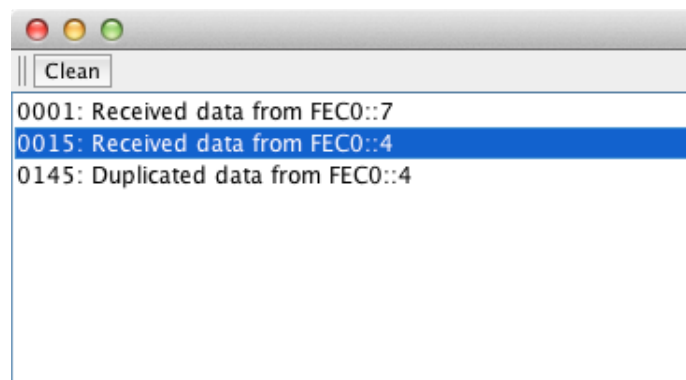 Clean
0001: Received data from FEC0::7
0015: Received data from FEC0::4
0145: Duplicated data from FEC0::4